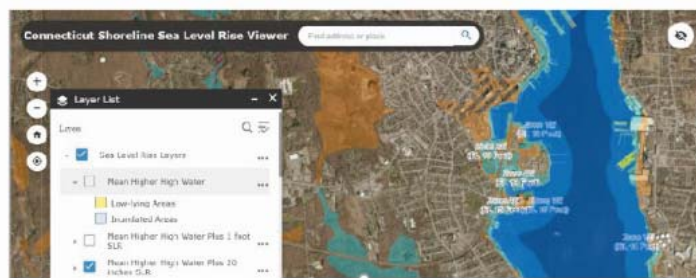 Connecticut Shoreline Sea Level Rise Viewer
Find address or place
Layer List
Layers
Sea Level Rise Layers
Mean Higher High Water
Low-lying Areas
Inundated Areas
Mean Higher High Water Plus 1 foot
SLR
Mean Higher High Water Plus 20
inches SLR